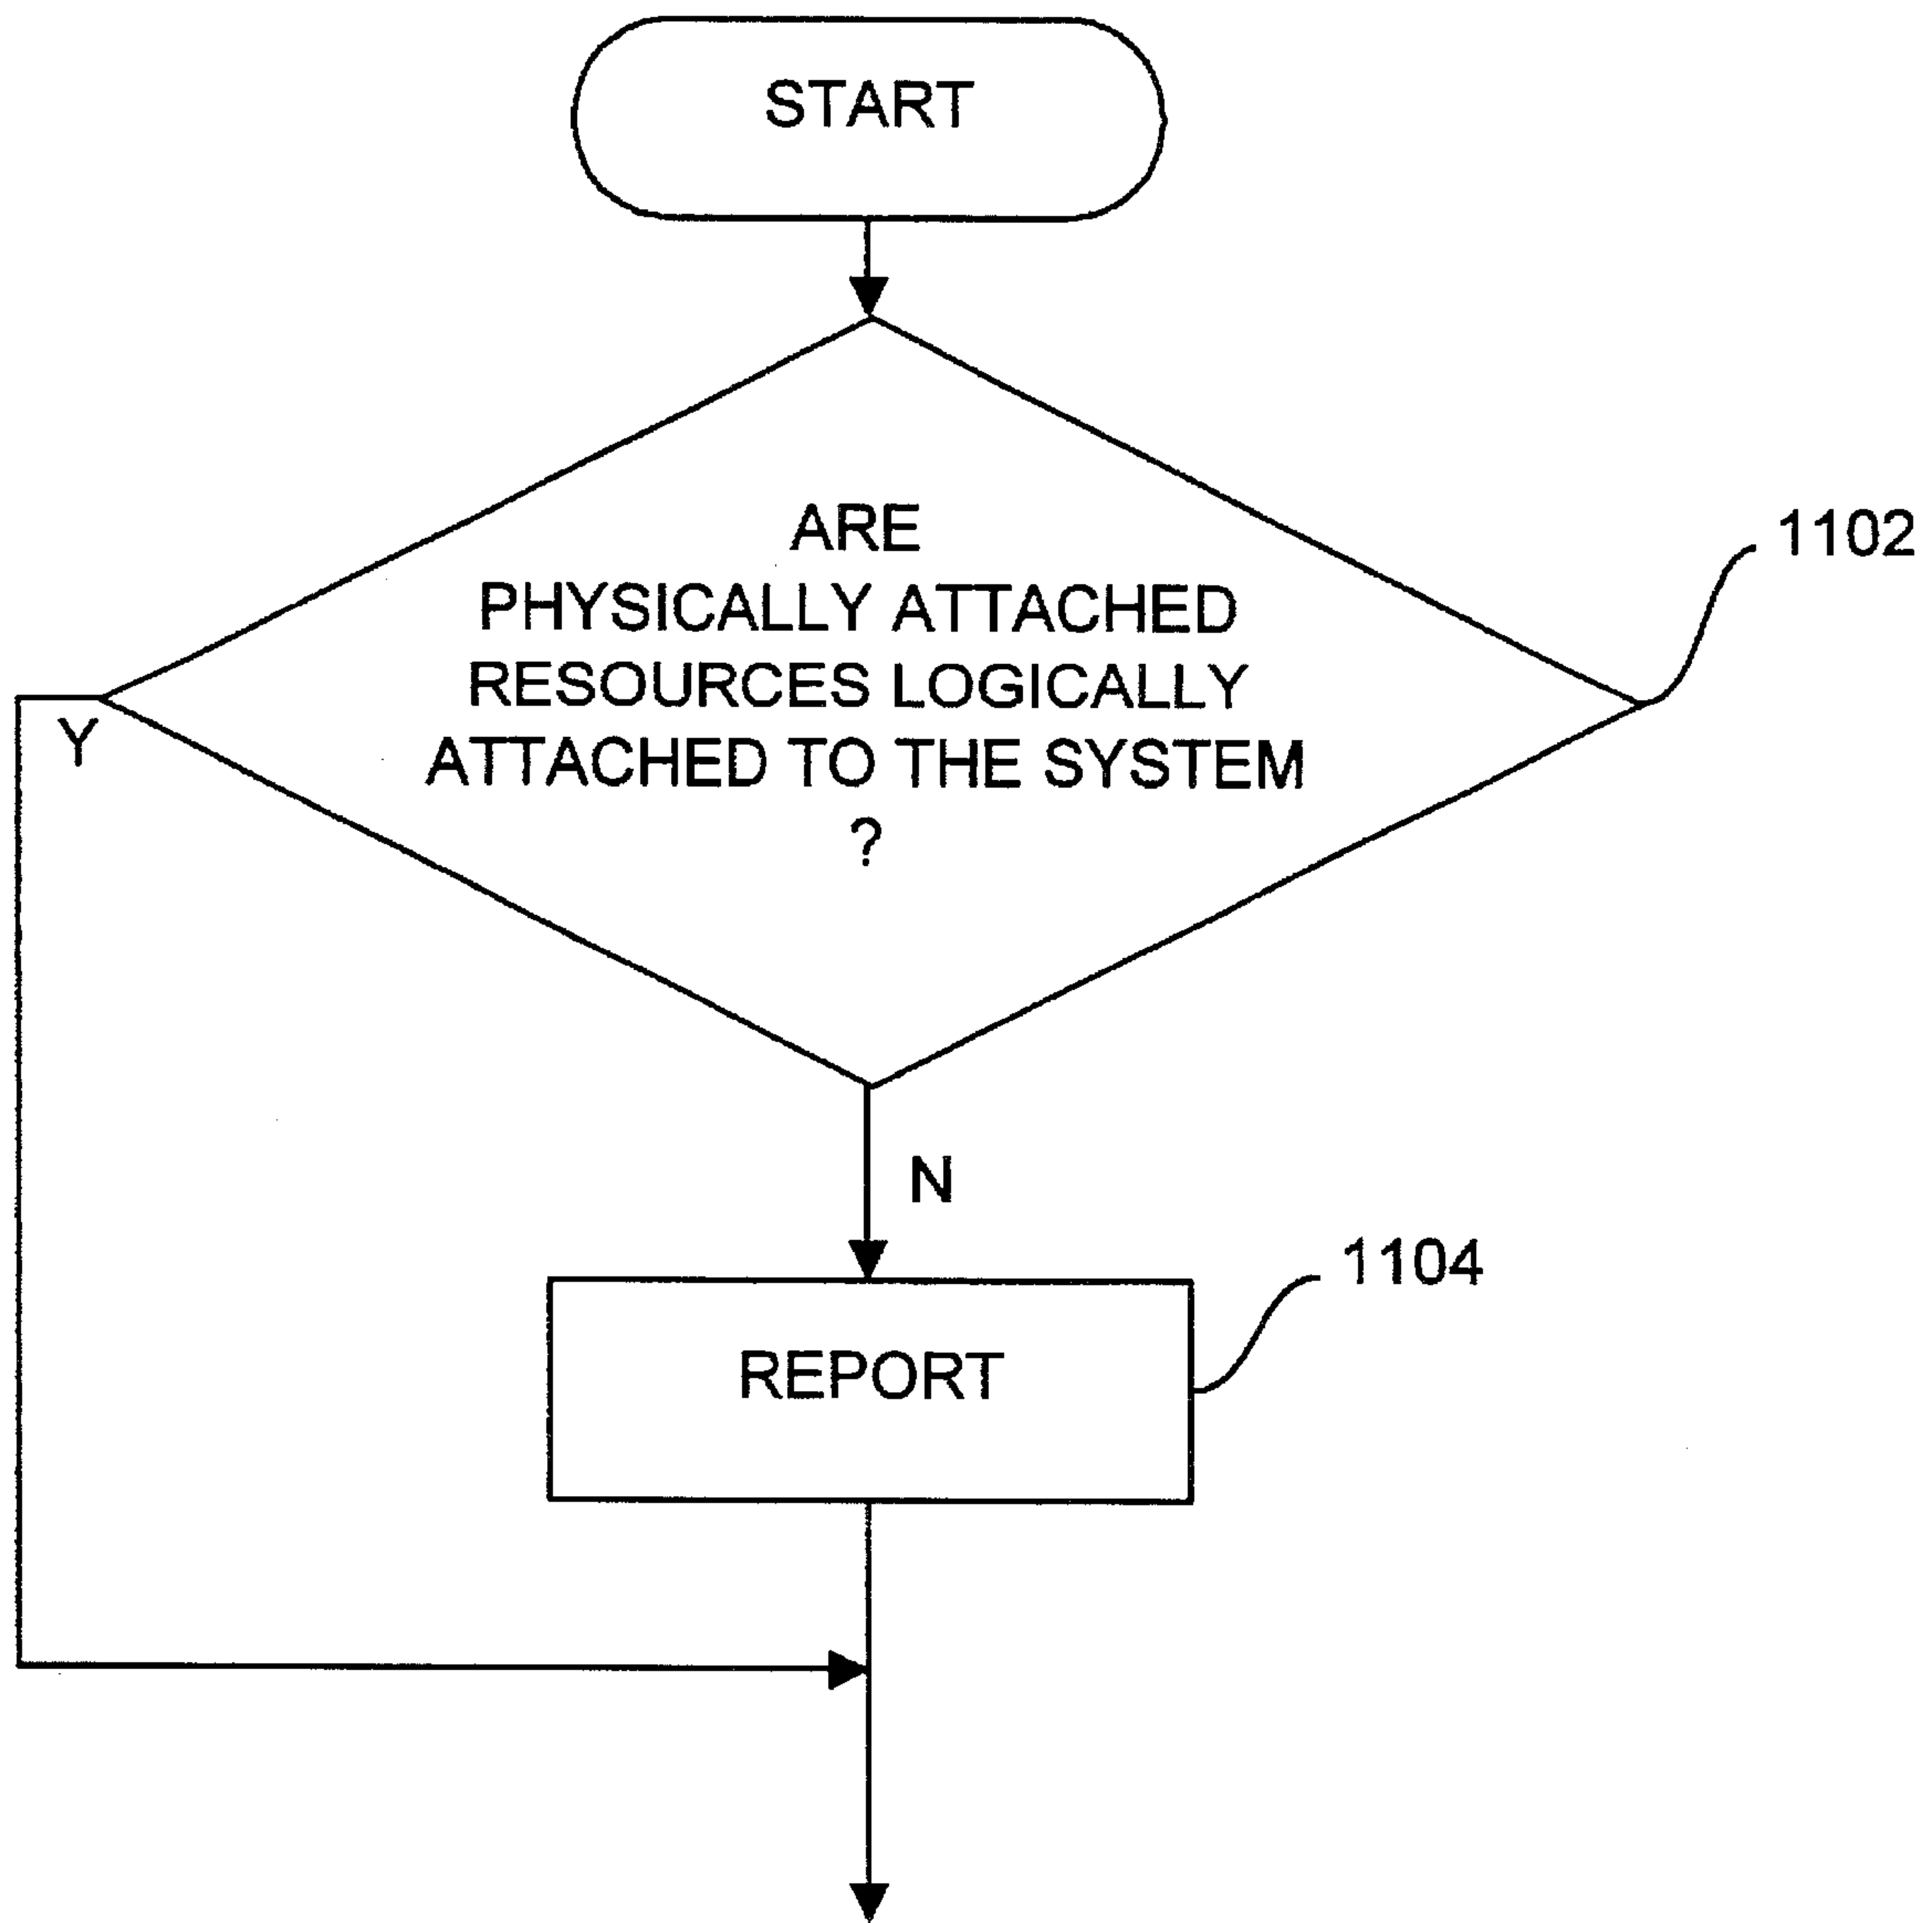 START
ARE
PHYSICALLY ATTACHED
RESOURCES LOGICALLY
ATTACHED TO THE SYSTEM
?
1102
Y
N
1104
REPORT